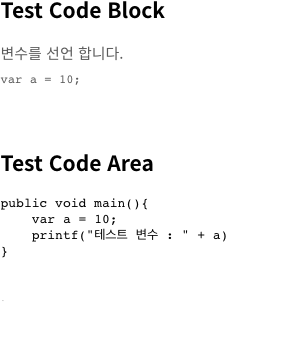 Test Code Block
변수를 선언 합니다.
var a = 10;
Test Code Area
public void main(){
    var a = 10;
    printf("테스트 변수 : " + a)
}